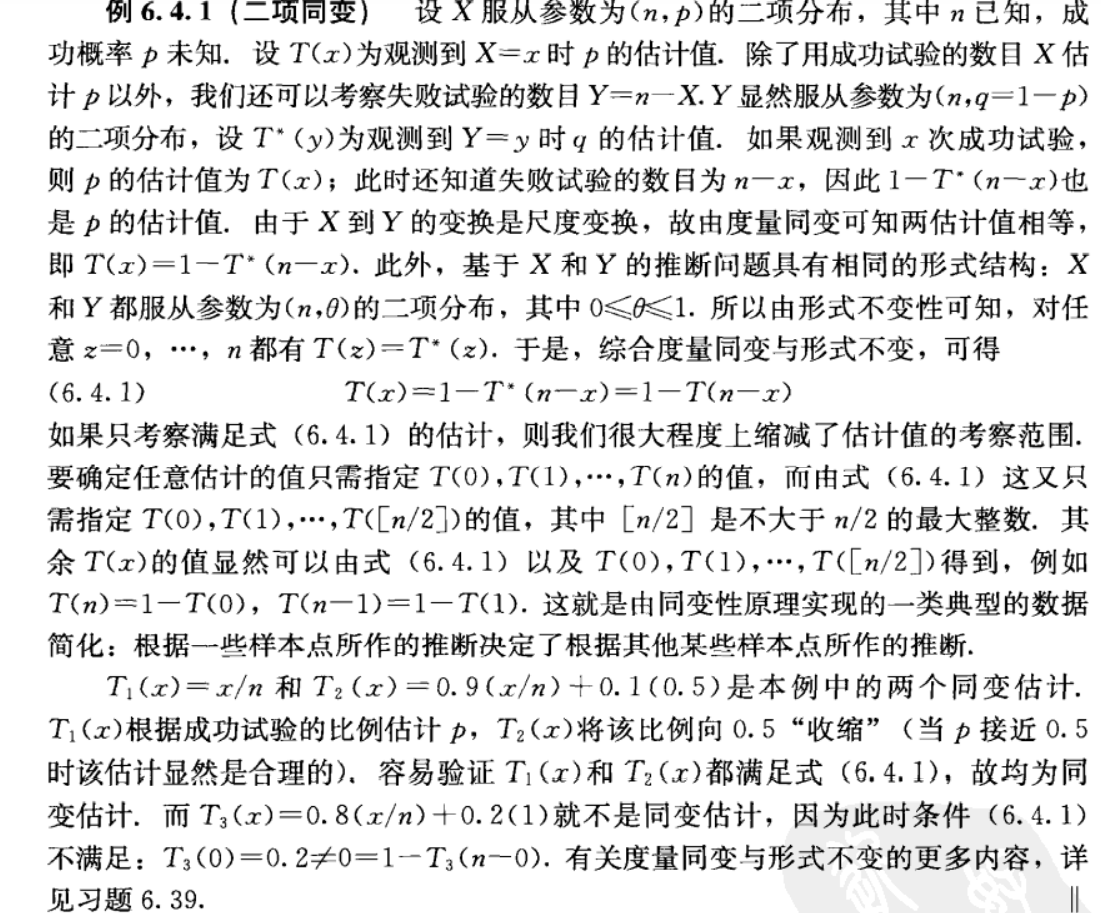 例 6.4.1（二项同变） 设 X 服从参数为(n,p)的二项分布，其中 n 已知，成
功概率 p 未知. 设 T(x)为观测到 X=x 时 p 的估计值. 除了用成功试验的数目 X 估
计 p 以外，我们还可以考察失败试验的数目 Y=n-X. Y 显然服从参数为(n,q=1-p)
的二项分布，设 T*(y)为观测到 Y=y 时 q 的估计值. 如果观测到 x 次成功试验，
则 p 的估计值为 T(x)；此时还知道失败试验的数目为 n-x，因此 1-T*(n-x)也
是 p 的估计值. 由于 X 到 Y 的变换是尺度变换，故由度量同变可知两估计值相等，
即 T(x)=1-T*(n-x). 此外，基于 X 和 Y 的推断问题具有相同的形式结构：X
和 Y 都服从参数为(n,θ)的二项分布，其中 0≤θ≤1. 所以由形式不变性可知，对任
意 z=0，…，n 都有 T(z)=T*(z). 于是，综合度量同变与形式不变，可得
(6.4.1) T(x)=1-T*(n-x)=1-T(n-x)
如果只考察满足式（6.4.1）的估计，则我们很大程度上缩减了估计值的考察范围.
要确定任意估计的值只需指定 T(0),T(1),…,T(n)的值，而由式（6.4.1）这又只
需指定 T(0),T(1),…,T([n/2])的值，其中［n/2］是不大于 n/2 的最大整数. 其
余 T(x)的值显然可以由式（6.4.1）以及 T(0),T(1),…,T([n/2])得到，例如
T(n)=1-T(0)，T(n-1)=1-T(1). 这就是由同变性原理实现的一类典型的数据
简化：根据一些样本点所作的推断决定了根据其他某些样本点所作的推断.
T₁(x)=x/n 和 T₂(x)=0.9(x/n)+0.1(0.5)是本例中的两个同变估计.
T₁(x)根据成功试验的比例估计 p，T₂(x)将该比例向 0.5“收缩”（当 p 接近 0.5
时该估计显然是合理的）. 容易验证 T₁(x)和 T₂(x)都满足式（6.4.1），故均为同
变估计. 而 T₃(x)=0.8(x/n)+0.2(1)就不是同变估计，因为此时条件（6.4.1）
不满足：T₃(0)=0.2≠0=1-T₃(n-0). 有关度量同变与形式不变的更多内容，详
见习题 6.39. ‖